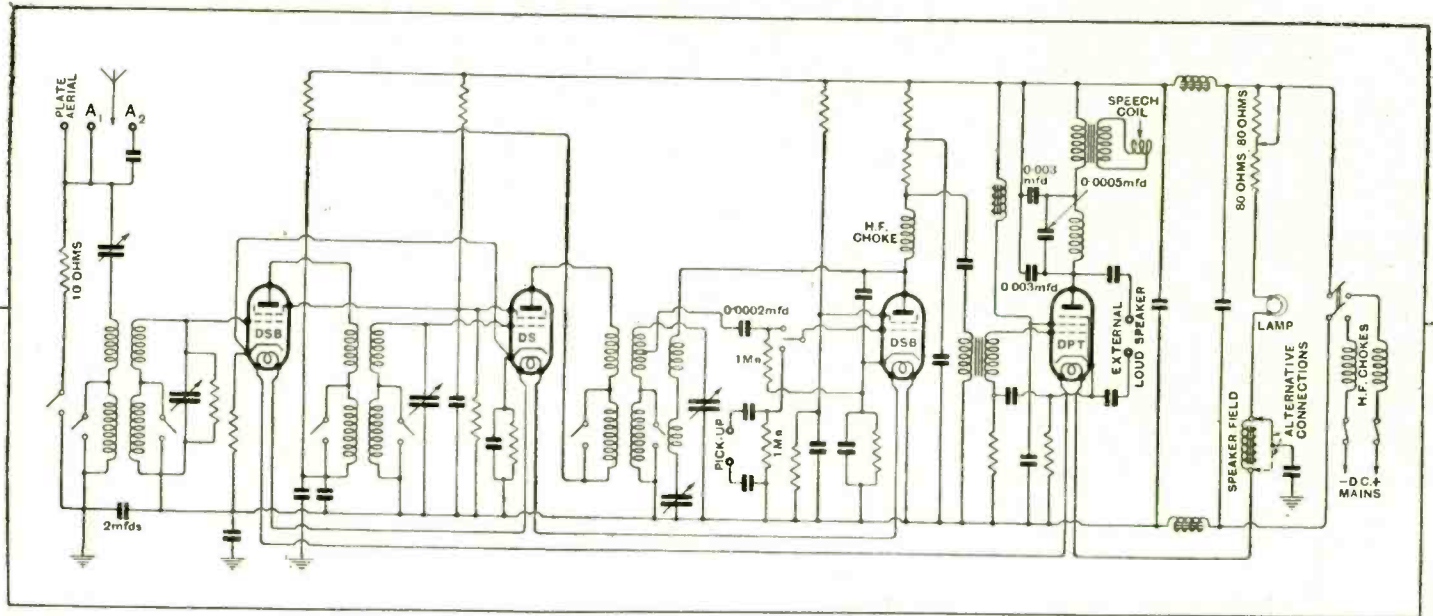 PLATE
AERIAL
A1
A2
10 OHMS
2mfds
DSB
DS
0·0002mfd
1MΩ
PICK-UP
1MΩ
H.F.
CHOKE
DSB
0·003
mfd
0·0005mfd
SPEECH
COIL
0·003mfd
DPT
EXTERNAL
LOUD SPEAKER
80 OHMS
80 OHMS
LAMP
SPEAKER FIELD
ALTERNATIVE
CONNECTIONS
H.F. CHOKES
-D.C.+
MAINS